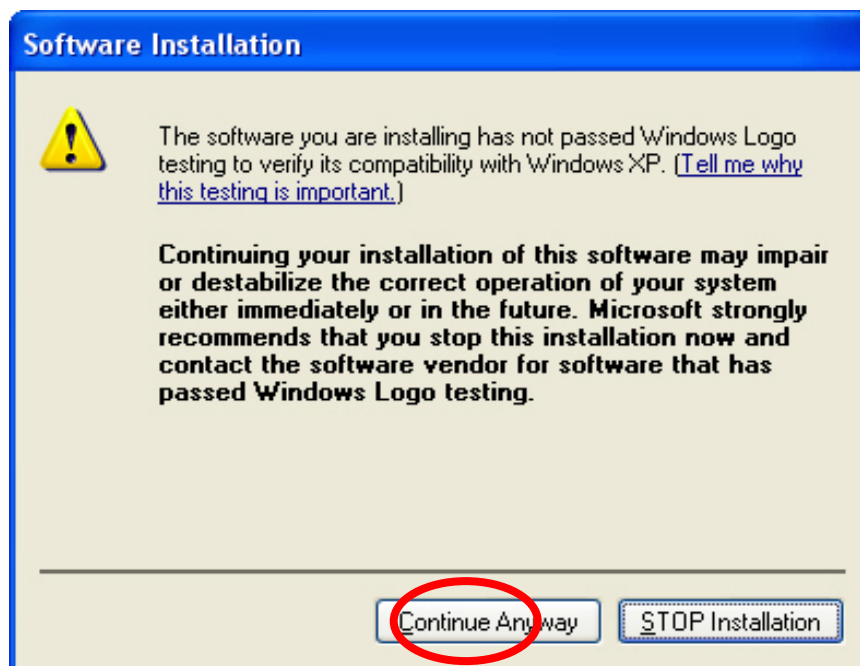 Software Installation
The software you are installing has not passed Windows Logo
testing to verify its compatibility with Windows XP. (Tell me why
this testing is important.)
Continuing your installation of this software may impair
or destabilize the correct operation of your system
either immediately or in the future. Microsoft strongly
recommends that you stop this installation now and
contact the software vendor for software that has
passed Windows Logo testing.
Continue Anyway
STOP Installation